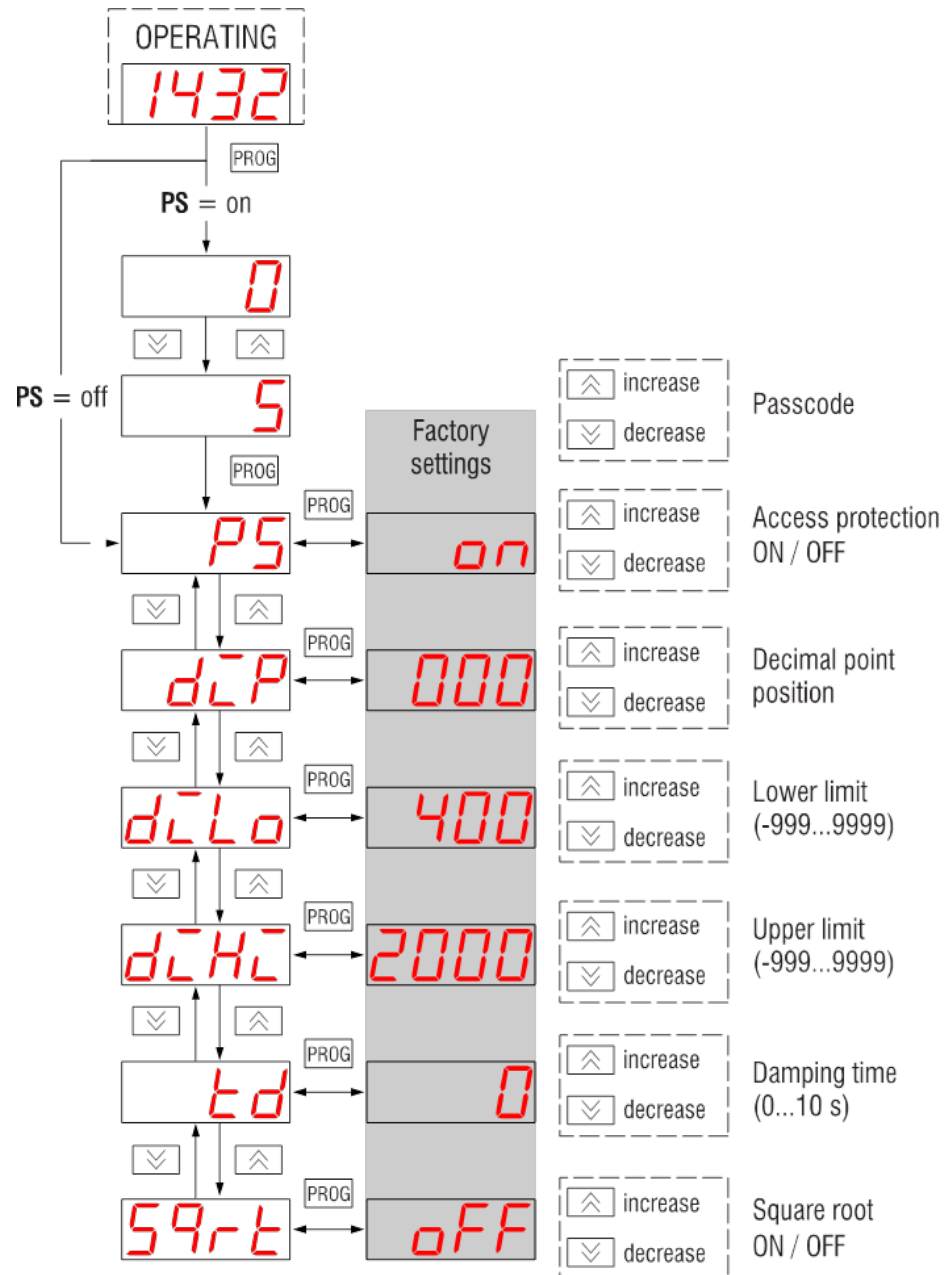 OPERATING
1432
PROG
PS = on
0
PS = off
5
increase
decrease
Passcode
PROG
Factory
settings
PS
PROG
on
increase
decrease
Access protection
ON / OFF
diP
PROG
000
increase
decrease
Decimal point
position
diLo
PROG
400
increase
decrease
Lower limit
(-999...9999)
diHi
PROG
2000
increase
decrease
Upper limit
(-999...9999)
td
PROG
0
increase
decrease
Damping time
(0...10 s)
Sqrt
PROG
oFF
increase
decrease
Square root
ON / OFF